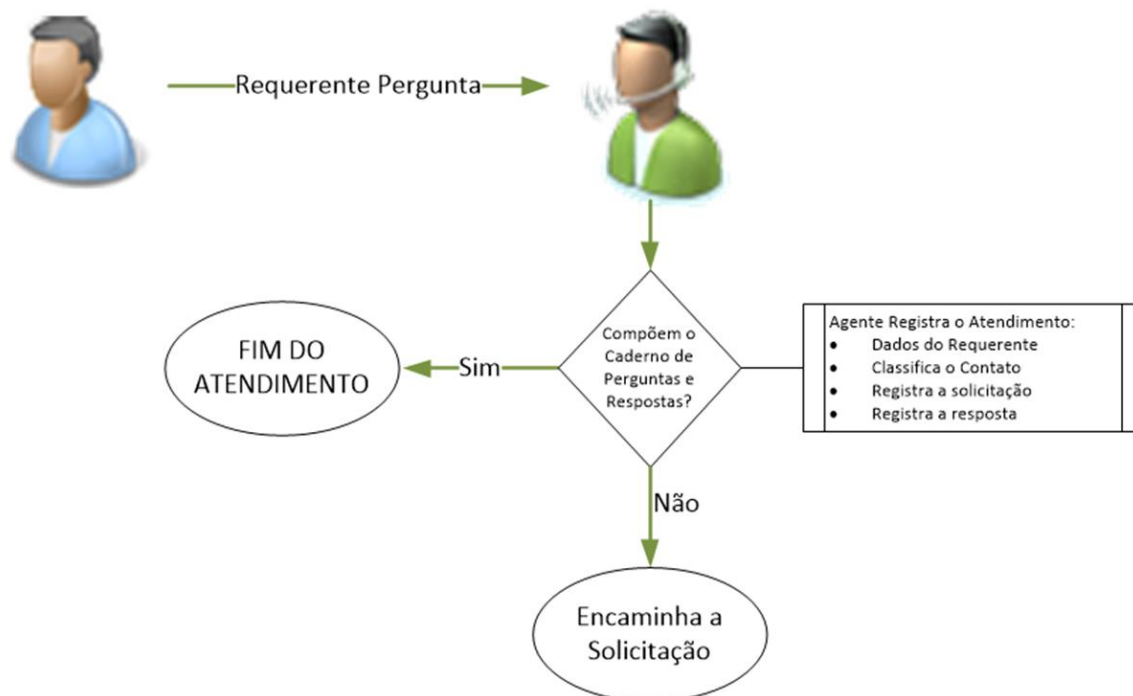 Requerente Pergunta
Compõem o
Caderno de
Perguntas e
Respostas?
Agente Registra o Atendimento:
• Dados do Requerente
• Classifica o Contato
• Registra a solicitação
• Registra a resposta
Sim
FIM DO
ATENDIMENTO
Não
Encaminha a
Solicitação